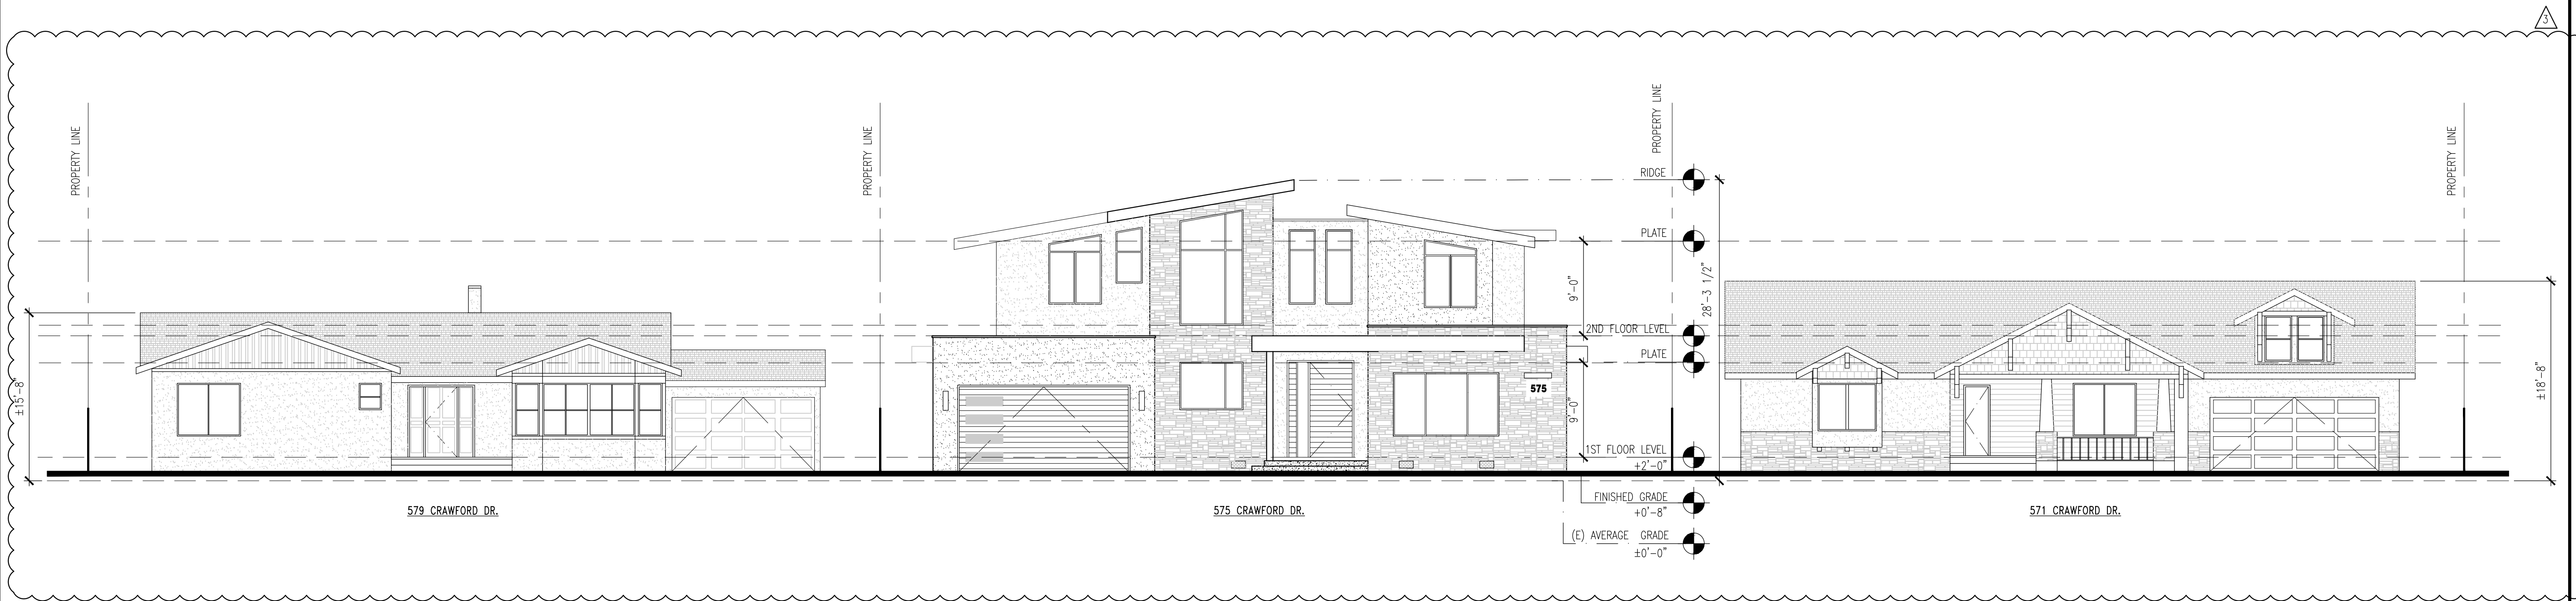 3
PROPERTY LINE
PROPERTY LINE
PROPERTY LINE
PROPERTY LINE
RIDGE
PLATE
9'-0"
28'-3 1/2"
2ND FLOOR LEVEL
PLATE
9'-0"
1ST FLOOR LEVEL
+2'-0"
FINISHED GRADE
+0'-8"
(E) AVERAGE GRADE
±0'-0"
±15'-8"
±18'-8"
575
579 CRAWFORD DR.
575 CRAWFORD DR.
571 CRAWFORD DR.